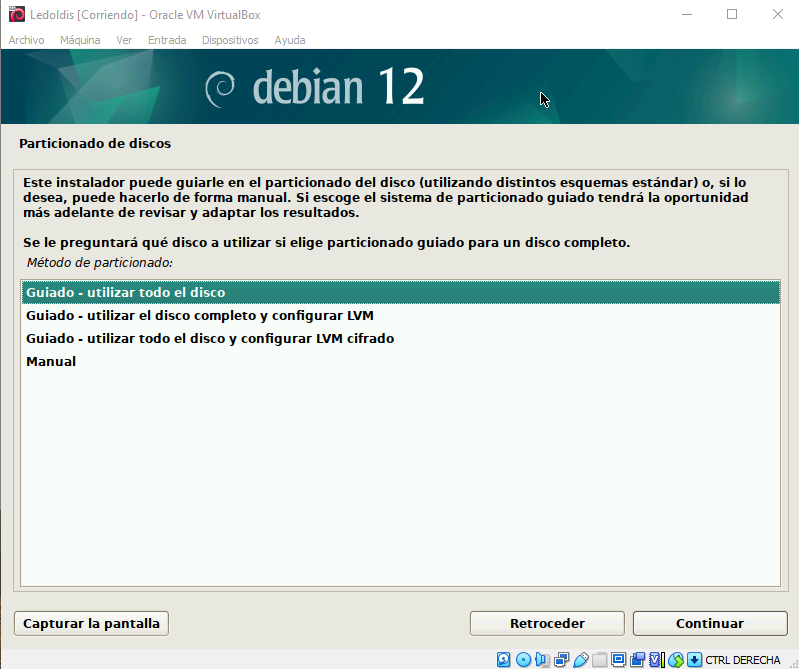 Ledoldis [Corriendo] - Oracle VM VirtualBox
Archivo Máquina Ver Entrada Dispositivos Ayuda
debian 12
Particionado de discos
Este instalador puede guiarle en el particionado del disco (utilizando distintos esquemas estándar) o, si lo
desea, puede hacerlo de forma manual. Si escoge el sistema de particionado guiado tendrá la oportunidad
más adelante de revisar y adaptar los resultados.
Se le preguntará qué disco a utilizar si elige particionado guiado para un disco completo.
Método de particionado:
Guiado - utilizar todo el disco
Guiado - utilizar el disco completo y configurar LVM
Guiado - utilizar todo el disco y configurar LVM cifrado
Manual
Capturar la pantalla Retroceder Continuar
CTRL DERECHA